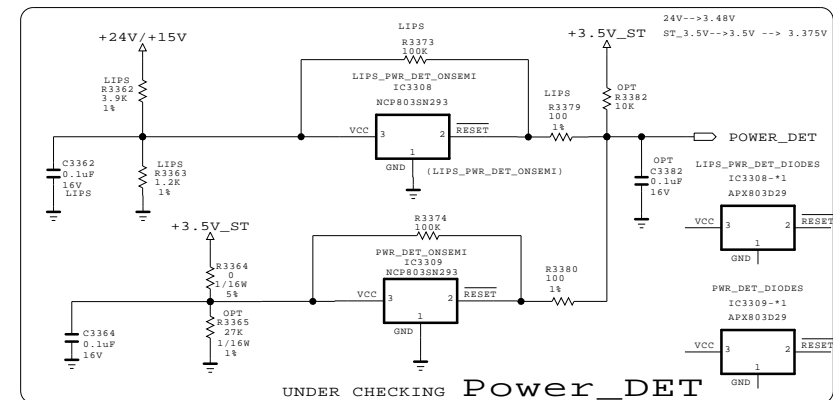 24V-->3.48V
ST_3.5V-->3.5V --> 3.375V
+24V/+15V
LIPS
R3373
100K
+3.5V_ST
LIPS_PWR_DET_ONSEMI
IC3308
NCP803SN293
LIPS
R3362
3.9K
1%
LIPS
R3379
100
1%
OPT
R3382
10K
VCC
3
2
RESET
1
GND
(LIPS_PWR_DET_ONSEMI)
POWER_DET
C3362
0.1uF
16V
LIPS
LIPS
R3363
1.2K
1%
OPT
C3382
0.1uF
16V
LIPS_PWR_DET_DIODES
IC3308-*1
APX803D29
VCC
3
2
RESET
1
GND
+3.5V_ST
R3374
100K
PWR_DET_ONSEMI
IC3309
NCP803SN293
R3364
0
1/16W
5%
R3380
100
1%
VCC
3
2
RESET
1
GND
C3364
0.1uF
16V
OPT
R3365
27K
1/16W
1%
PWR_DET_DIODES
IC3309-*1
APX803D29
VCC
3
2
RESET
1
GND
UNDER CHECKING Power_DET